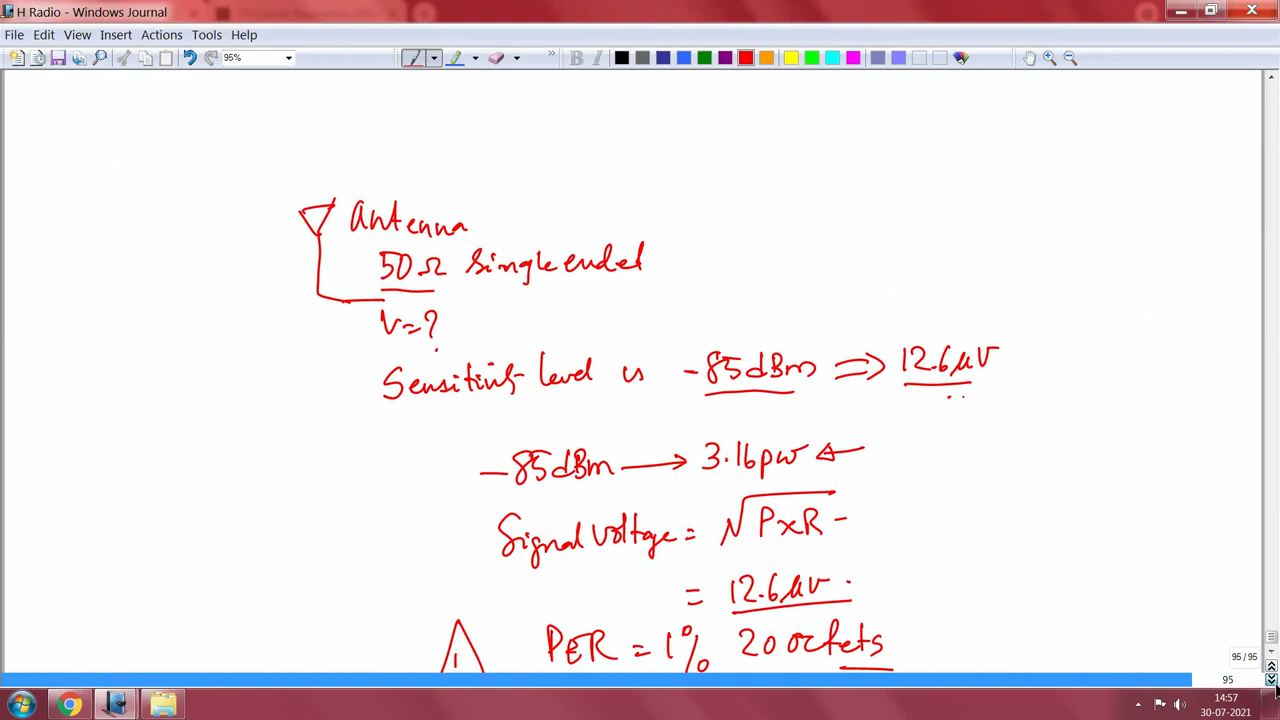 H Radio - Windows Journal
File Edit View Insert Actions Tools Help
95%
Antenna
50Ω Single ended
V=?
Sensitivity level is -85dBm ⇒ 12.6μV
-85dBm → 3.16pW ←
Signal voltage = √P×R -
= 12.6μV.
PER = 1% 20 octets
95 / 95
95
14:57
30-07-2021